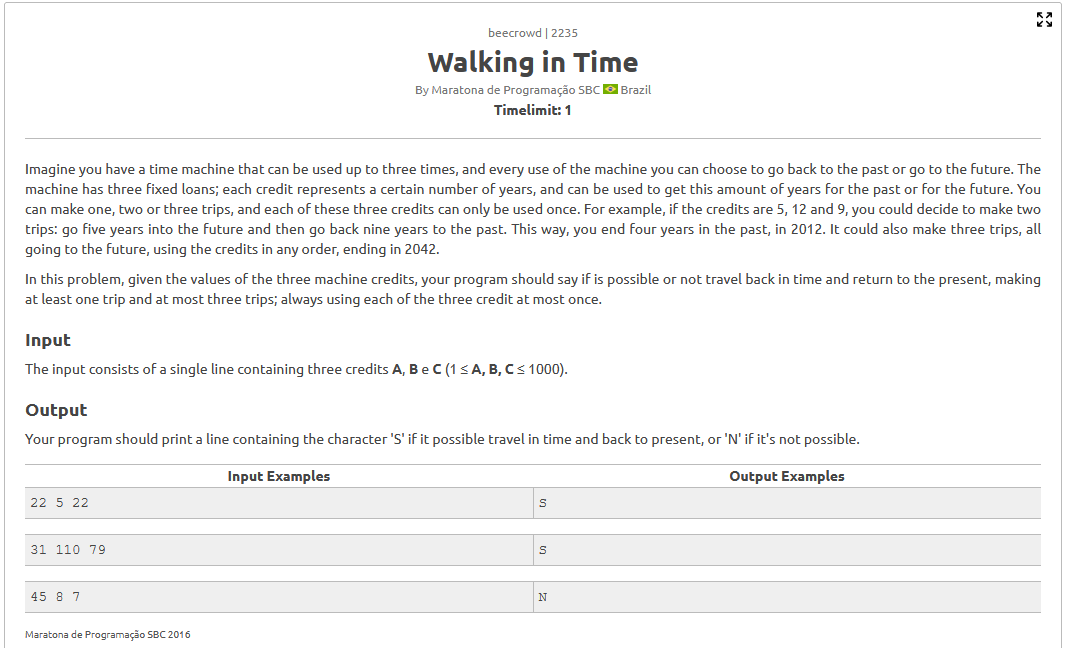 beecrowd | 2235
Walking in Time
By Maratona de Programação SBC Brazil
Timelimit: 1
Imagine you have a time machine that can be used up to three times, and every use of the machine you can choose to go back to the past or go to the future. The
machine has three fixed loans; each credit represents a certain number of years, and can be used to get this amount of years for the past or for the future. You
can make one, two or three trips, and each of these three credits can only be used once. For example, if the credits are 5, 12 and 9, you could decide to make two
trips: go five years into the future and then go back nine years to the past. This way, you end four years in the past, in 2012. It could also make three trips, all
going to the future, using the credits in any order, ending in 2042.
In this problem, given the values of the three machine credits, your program should say if is possible or not travel back in time and return to the present, making
at least one trip and at most three trips; always using each of the three credit at most once.
Input
The input consists of a single line containing three credits A, B e C (1 ≤ A, B, C ≤ 1000).
Output
Your program should print a line containing the character 'S' if it possible travel in time and back to present, or 'N' if it's not possible.
Input Examples Output Examples
22 5 22 S
31 110 79 S
45 8 7 N
Maratona de Programação SBC 2016